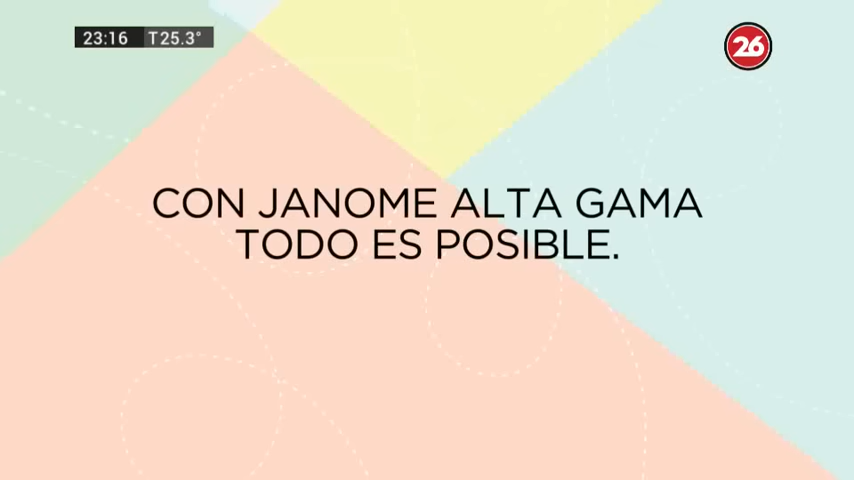 23:16 T25.3°
26
CON JANOME ALTA GAMA
TODO ES POSIBLE.